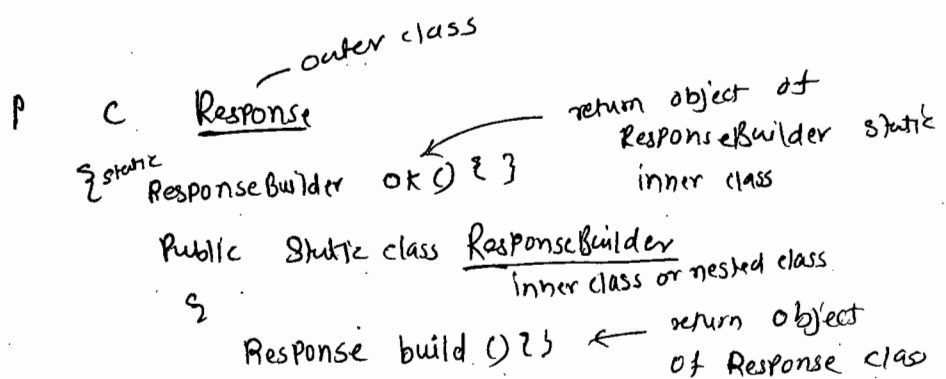 outer class
P C Response
return object of
ResponseBuilder static
inner class
{ static
ResponseBuilder ok () { }
Public Static class ResponseBuilder
inner class or nested class
{
Response build () { }
return object
of Response clas